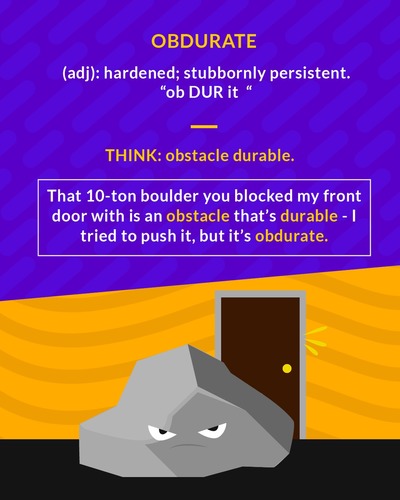 OBDURATE
(adj): hardened; stubbornly persistent.
“ob DUR it “
THINK: obstacle durable.
That 10-ton boulder you blocked my front
door with is an obstacle that’s durable - I
tried to push it, but it’s obdurate.